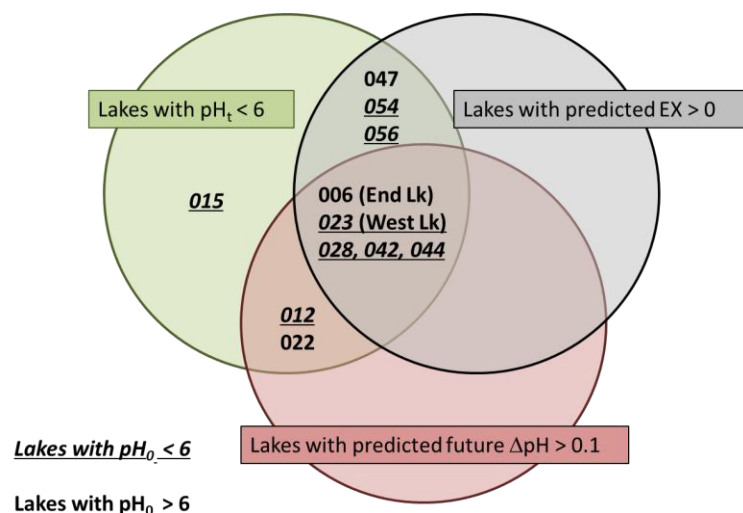 047
054
056
Lakes with pHt < 6
Lakes with predicted EX > 0
015
006 (End Lk)
023 (West Lk)
028, 042, 044
012
022
Lakes with predicted future ΔpH > 0.1
Lakes with pH0 < 6
Lakes with pH0 > 6